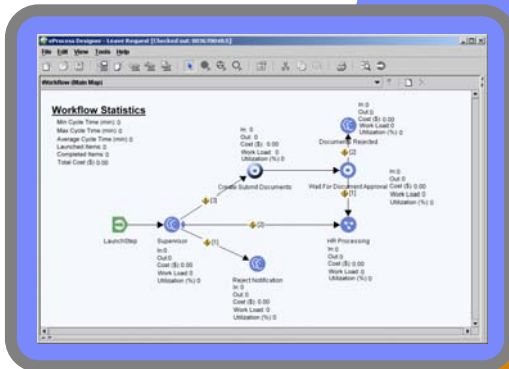 eProcess Designer - Leave Request [Checked out:
File Edit View Tools Help
Workflow (Main Map)
Workflow Statistics
Min Cycle Time (min): 0
Max Cycle Time (min): 0
Average Cycle Time (min): 0
Launched Items: 0
Completed Items: 0
Total Cost ($): 0.00
In: 0
Out: 0
Cost ($): 0.00
Work Load: 0
Utilization (%): 0
Documents Rejected
[2]
In: 0
Out: 0
Cost ($): 0.00
Work Load: 0
Utilization (%): 0
Create Submit Documents
Wait For Document Approval
In: 0
Out: 0
Cost ($): 0.00
Work Load: 0
Utilization (%): 0
[3]
[1]
[2]
LaunchStep
Supervisor
In: 0
Out: 0
Cost ($): 0.00
Work Load: 0
Utilization (%): 0
[1]
HR Processing
In: 0
Out: 0
Cost ($): 0.00
Work Load: 0
Utilization (%): 0
Reject Notification
In: 0
Out: 0
Cost ($): 0.00
Work Load: 0
Utilization (%): 0